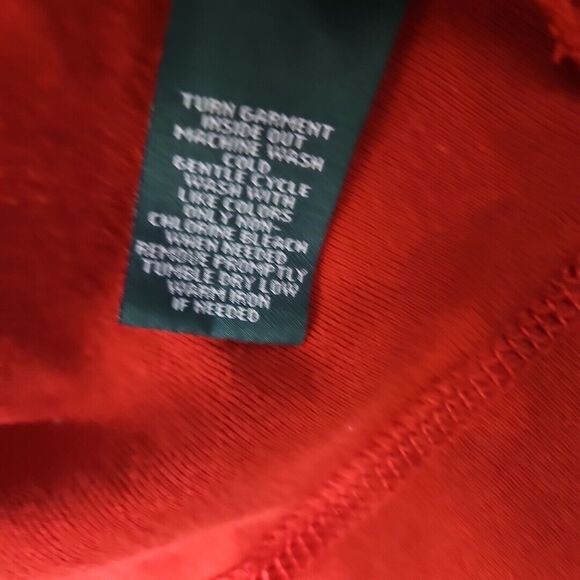 TURN GARMENT
INSIDE OUT
MACHINE WASH
COLD
GENTLE CYCLE
WASH WITH
LIKE COLORS
ONLY NON-
CHLORINE BLEACH
WHEN NEEDED
REMOVE PROMPTLY
TUMBLE DRY LOW
WARM IRON
IF NEEDED